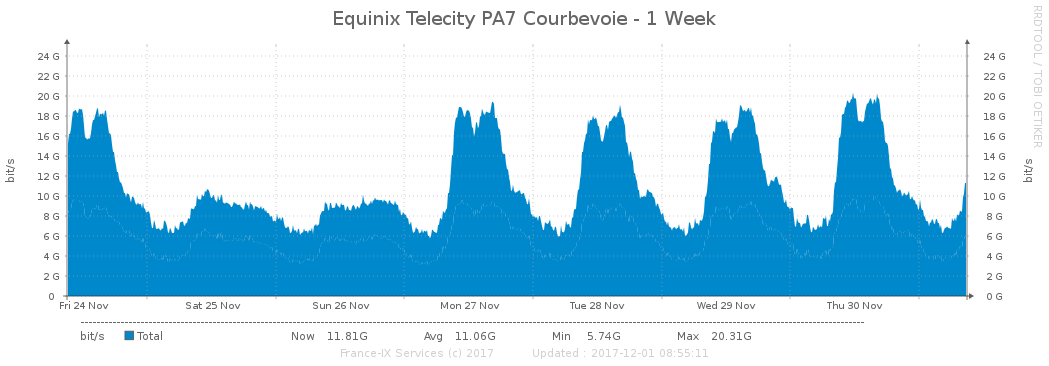 Equinix Telecity PA7 Courbevoie - 1 Week
RRDTOOL / TOBI OETIKER
bit/s
24 G 24 G
22 G 22 G
20 G 20 G
18 G 18 G
16 G 16 G
14 G 14 G
12 G 12 G
10 G 10 G
8 G 8 G
6 G 6 G
4 G 4 G
2 G 2 G
0 0 G
bit/s
Fri 24 Nov Sat 25 Nov Sun 26 Nov Mon 27 Nov Tue 28 Nov Wed 29 Nov Thu 30 Nov
bit/s Total Now 11.81G Avg 11.06G Min 5.74G Max 20.31G
France-IX Services (c) 2017 Updated : 2017-12-01 08:55:11